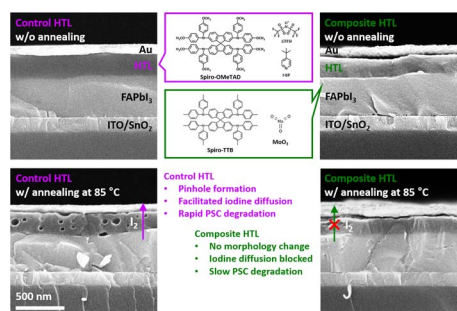 Control HTL
w/o annealing
Au
HTL
FAPbI₃
ITO/SnO₂
Spiro-OMeTAD
LiTFSI
t-BP
Spiro-TTB
MoO₃
Composite HTL
w/o annealing
Au
HTL
FAPbI₃
ITO/SnO₂
Control HTL
w/ annealing at 85 °C
I₂
500 nm
Control HTL
• Pinhole formation
• Facilitated iodine diffusion
• Rapid PSC degradation
Composite HTL
• No morphology change
• Iodine diffusion blocked
• Slow PSC degradation
Composite HTL
w/ annealing at 85 °C
I₂